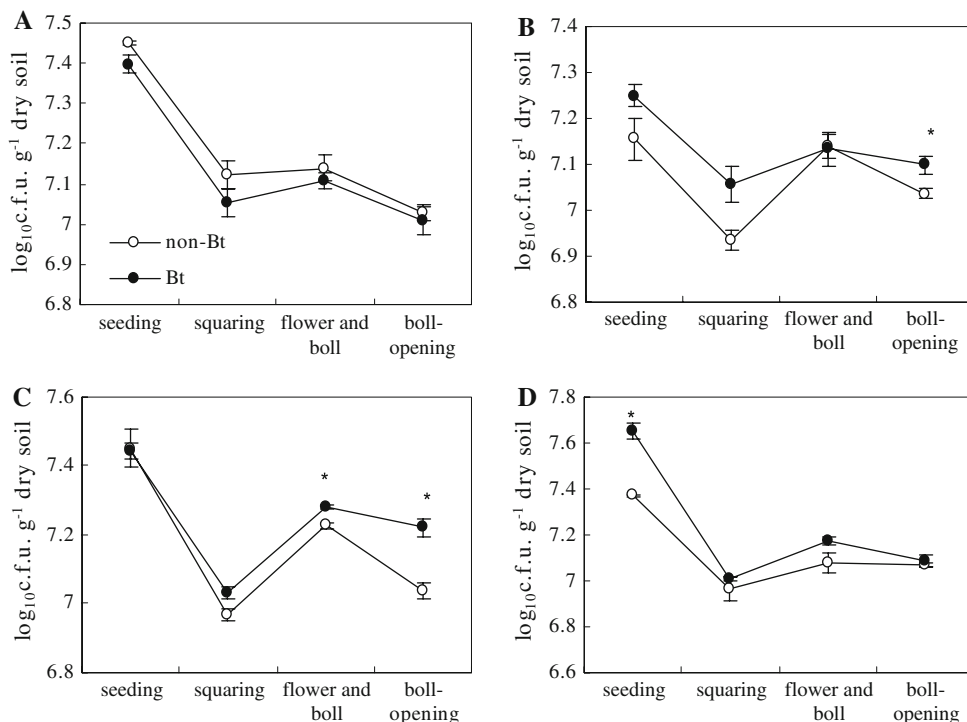 A
log₁₀c.f.u. g⁻¹ dry soil
7.5
7.4
7.3
7.2
7.1
7
6.9
6.8
non-Bt
Bt
seeding squaring flower and boll-
boll opening
B
log₁₀c.f.u. g⁻¹ dry soil
7.4
7.3
7.2
7.1
7
6.9
6.8
*
seeding squaring flower and boll-
boll opening
C
log₁₀c.f.u. g⁻¹ dry soil
7.6
7.4
7.2
7
6.8
* *
seeding squaring flower and boll-
boll opening
D
log₁₀c.f.u. g⁻¹ dry soil
7.8
7.6
7.4
7.2
7
6.8
6.6
*
seeding squaring flower and boll-
boll opening